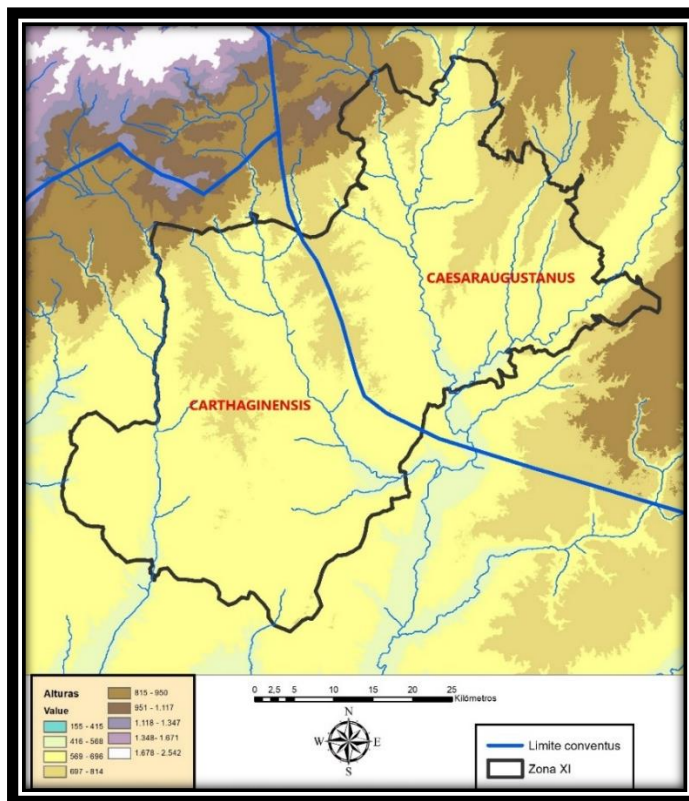 CAESARAUGUSTANUS
CARTHAGINENSIS
Alturas
Value
155 - 415
416 - 568
569 - 696
697 - 814
815 - 950
951 - 1.117
1.118 - 1.347
1.348- 1.671
1.678 - 2.542
0 2,5 5 10 15 20 25
Kilómetros
N
W E
S
Limite conventus
Zona XI